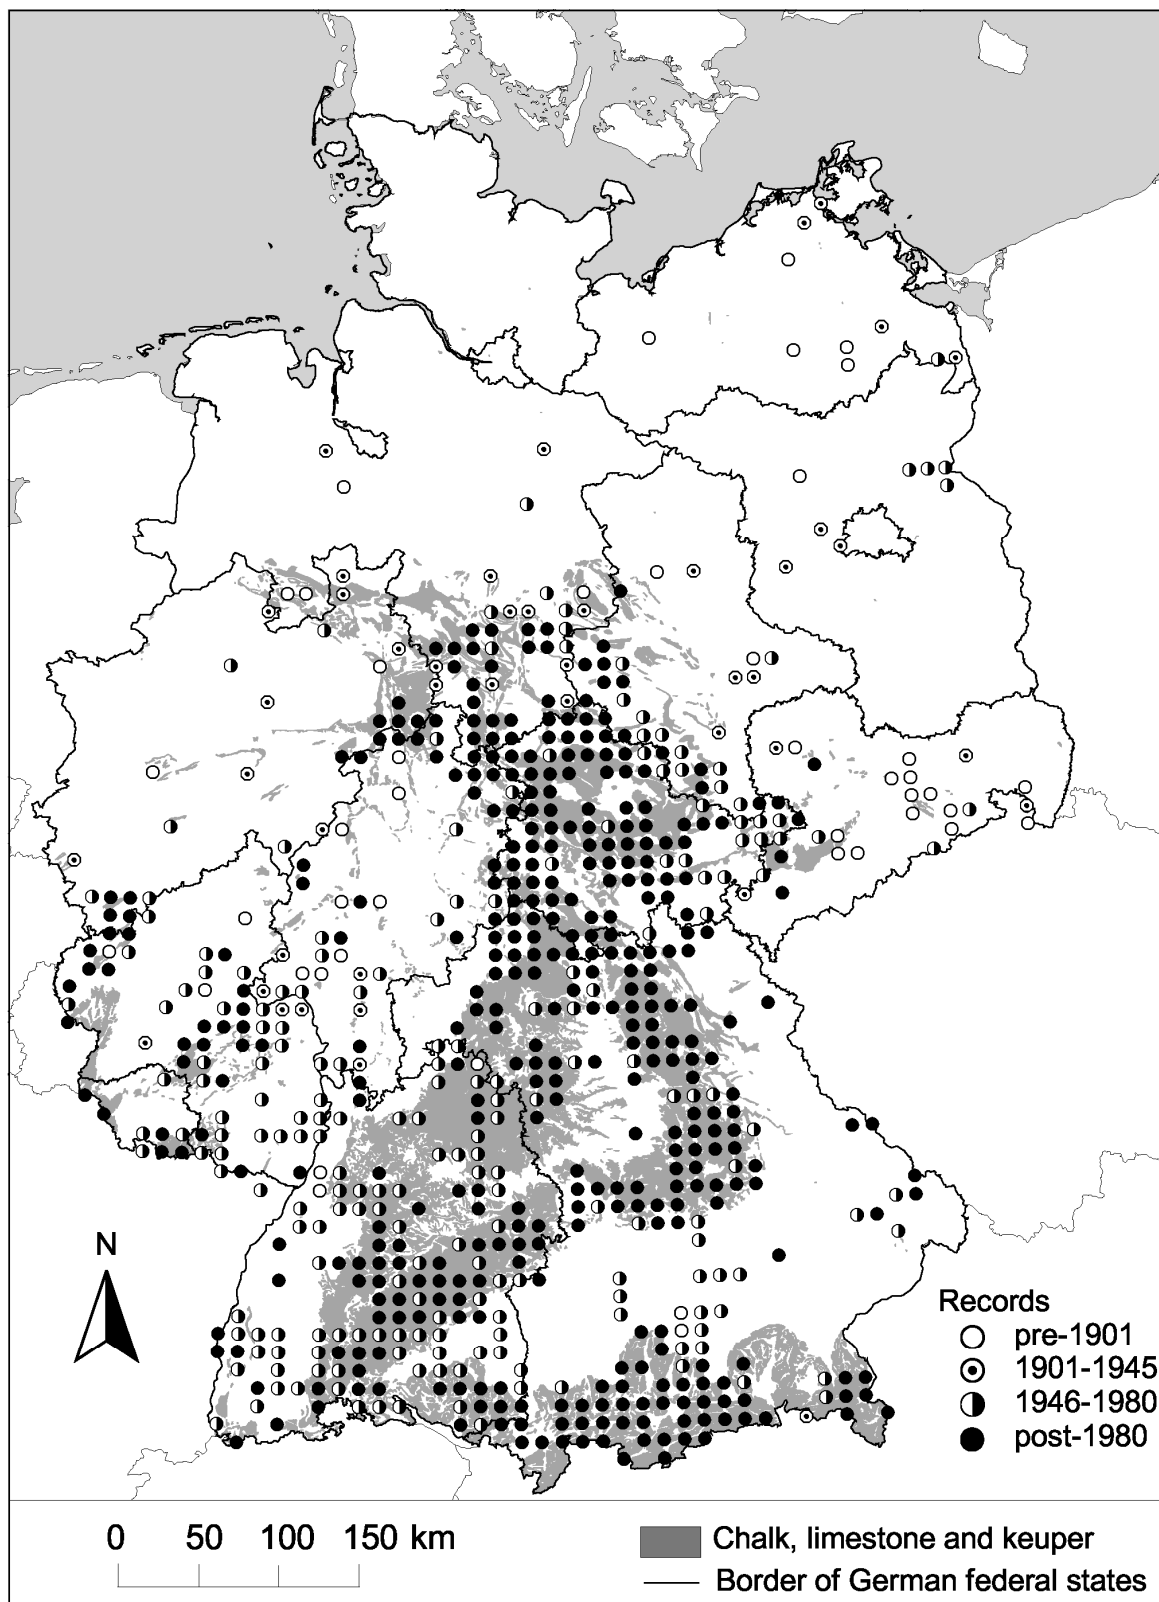 N
Records
pre-1901
1901-1945
1946-1980
post-1980
0 50 100 150 km
Chalk, limestone and keuper
Border of German federal states